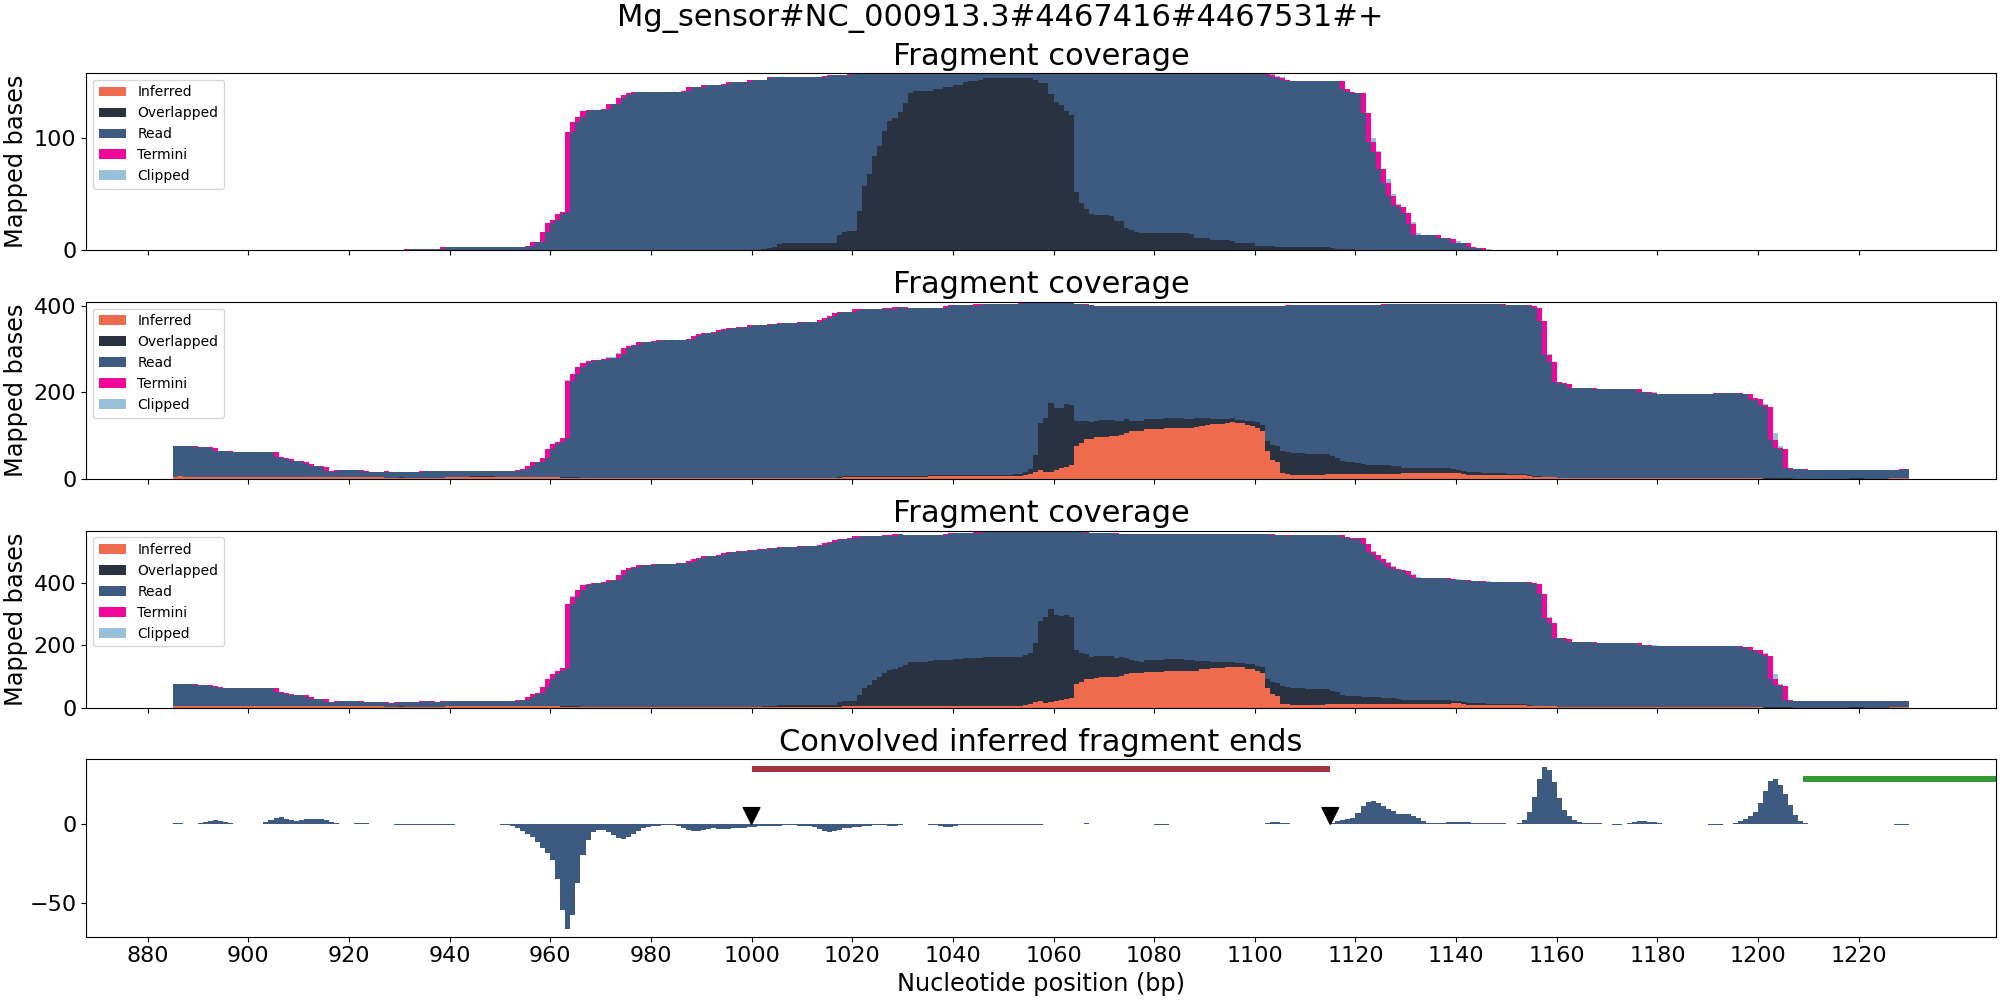 Mg_sensor#NC_000913.3#4467416#4467531#+
Fragment coverage
Mapped bases
100
0
Inferred
Overlapped
Read
Termini
Clipped
Fragment coverage
Mapped bases
400
200
0
Inferred
Overlapped
Read
Termini
Clipped
Fragment coverage
Mapped bases
400
200
0
Inferred
Overlapped
Read
Termini
Clipped
Convolved inferred fragment ends
0
−50
880 900 920 940 960 980 1000 1020 1040 1060 1080 1100 1120 1140 1160 1180 1200 1220
Nucleotide position (bp)